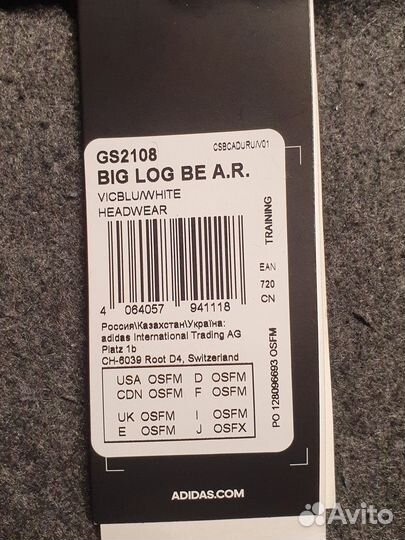 CSBCADURU/V01
GS2108
BIG LOG BE A.R.
VICBLU/WHITE
HEADWEAR
TRAINING
EAN
720
CN
4 064057 941118
Россия\Казахстан\Україна:
adidas International Trading AG
Platz 1b
CH-6039 Root D4, Switzerland
USA OSFM D OSFM
CDN OSFM F OSFM
UK OSFM I OSFM
E OSFM J OSFX
PO 128096693 OSFM
ADIDAS.COM
Avito